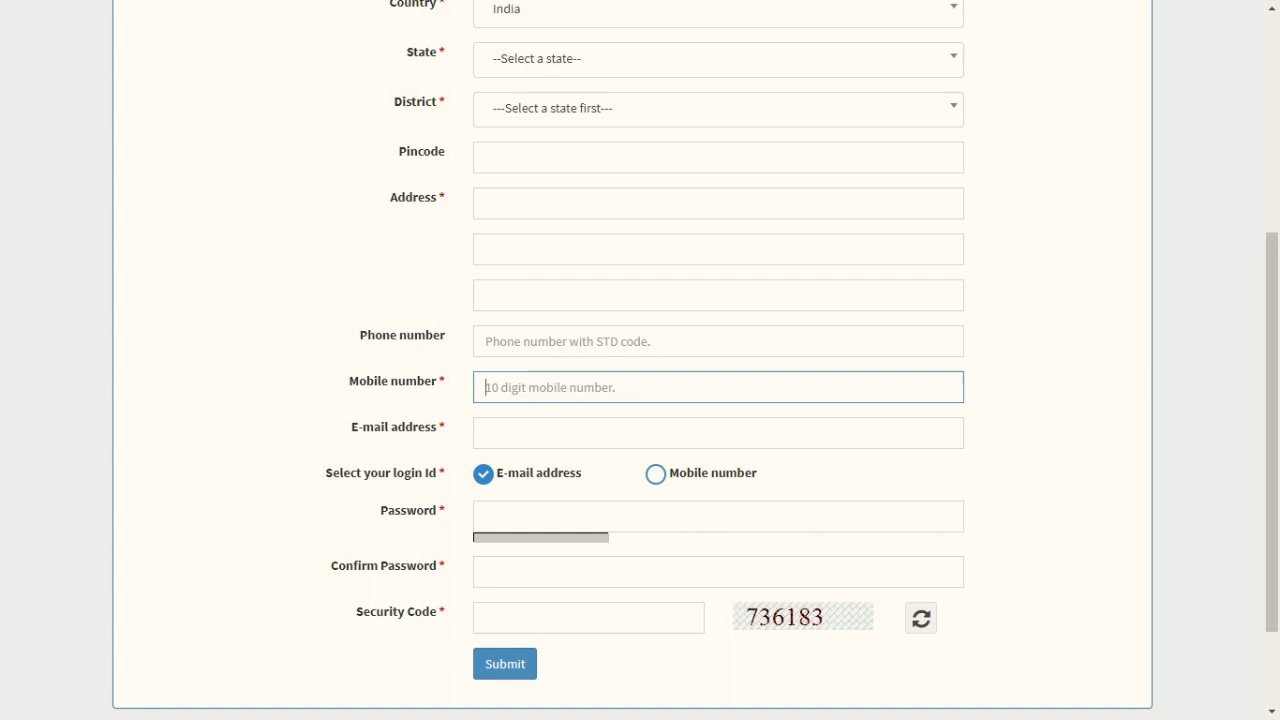 Country *
India
State *
--Select a state--
District *
---Select a state first---
Pincode
Address *
Phone number
Phone number with STD code.
Mobile number *
10 digit mobile number.
E-mail address *
Select your login Id *
E-mail address
Mobile number
Password *
Confirm Password *
Security Code *
736183
Submit